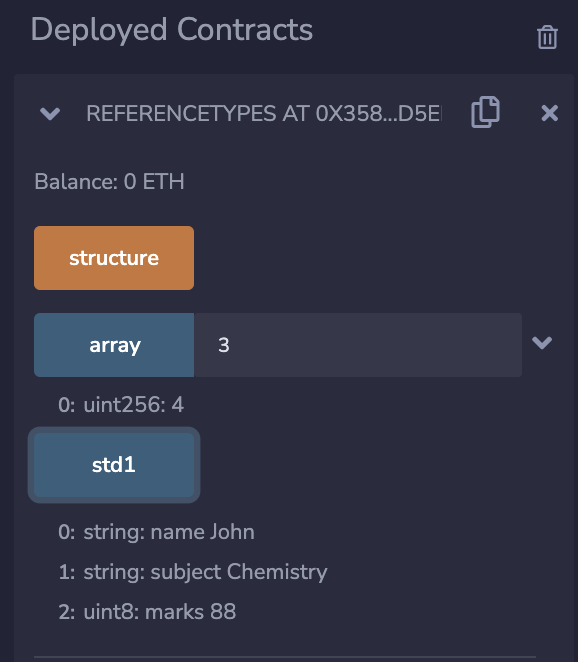 Deployed Contracts
REFERENCETYPES AT 0X358...D5E
Balance: 0 ETH
structure
array 3
0: uint256: 4
std1
0: string: name John
1: string: subject Chemistry
2: uint8: marks 88